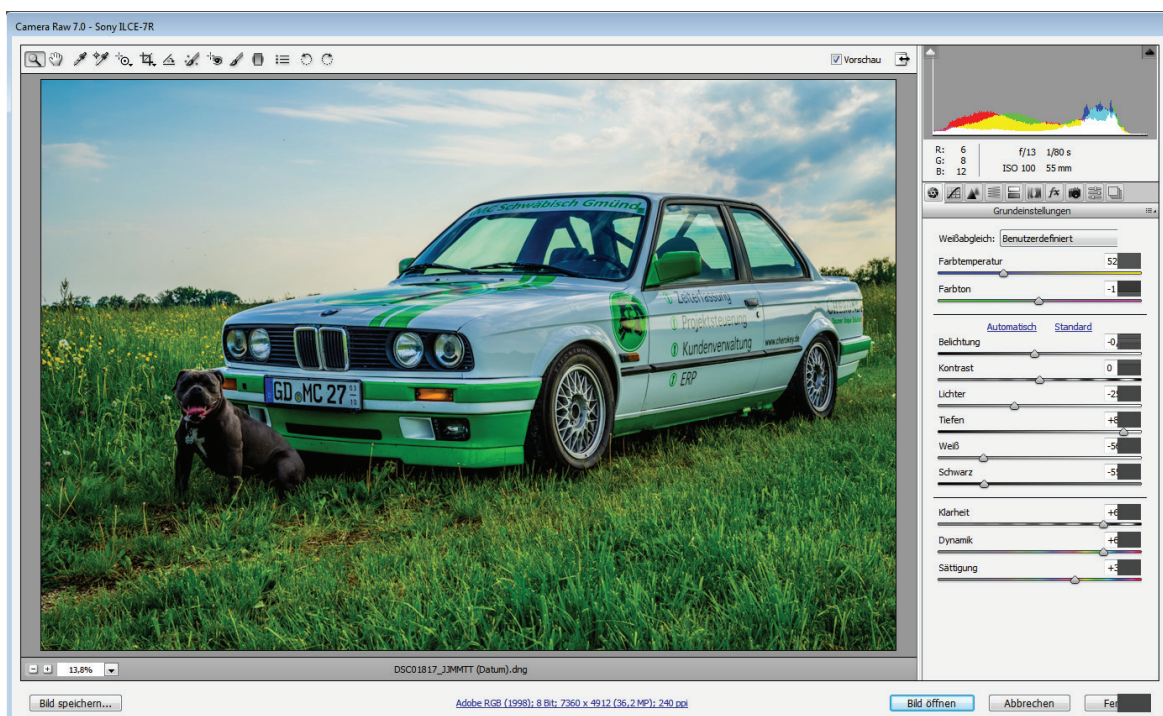 Camera Raw 7.0 - Sony ILCE-7R
Vorschau
R: 6
G: 8
B: 12
f/13 1/80 s
ISO 100 55 mm
fx
Grundeinstellungen
Weißabgleich: Benutzerdefiniert
Farbtemperatur 52
Farbton -1
Automatisch Standard
Belichtung -0,
Kontrast 0
Lichter -2
Tiefen +8
Weiß -5
Schwarz -5
Klarheit +6
Dynamik +6
Sättigung +3
MC Schwäbisch Gmünd
Zeiterfassung
Projektsteuerung
Kundenverwaltung www.cherokey.de
ERP
GD MC 27
13,8%
DSC01817_JJMMTT (Datum).dng
Bild speichern...
Adobe RGB (1998); 8 Bit; 7360 x 4912 (36,2 MP); 240 ppi
Bild öffnen
Abbrechen
Fer